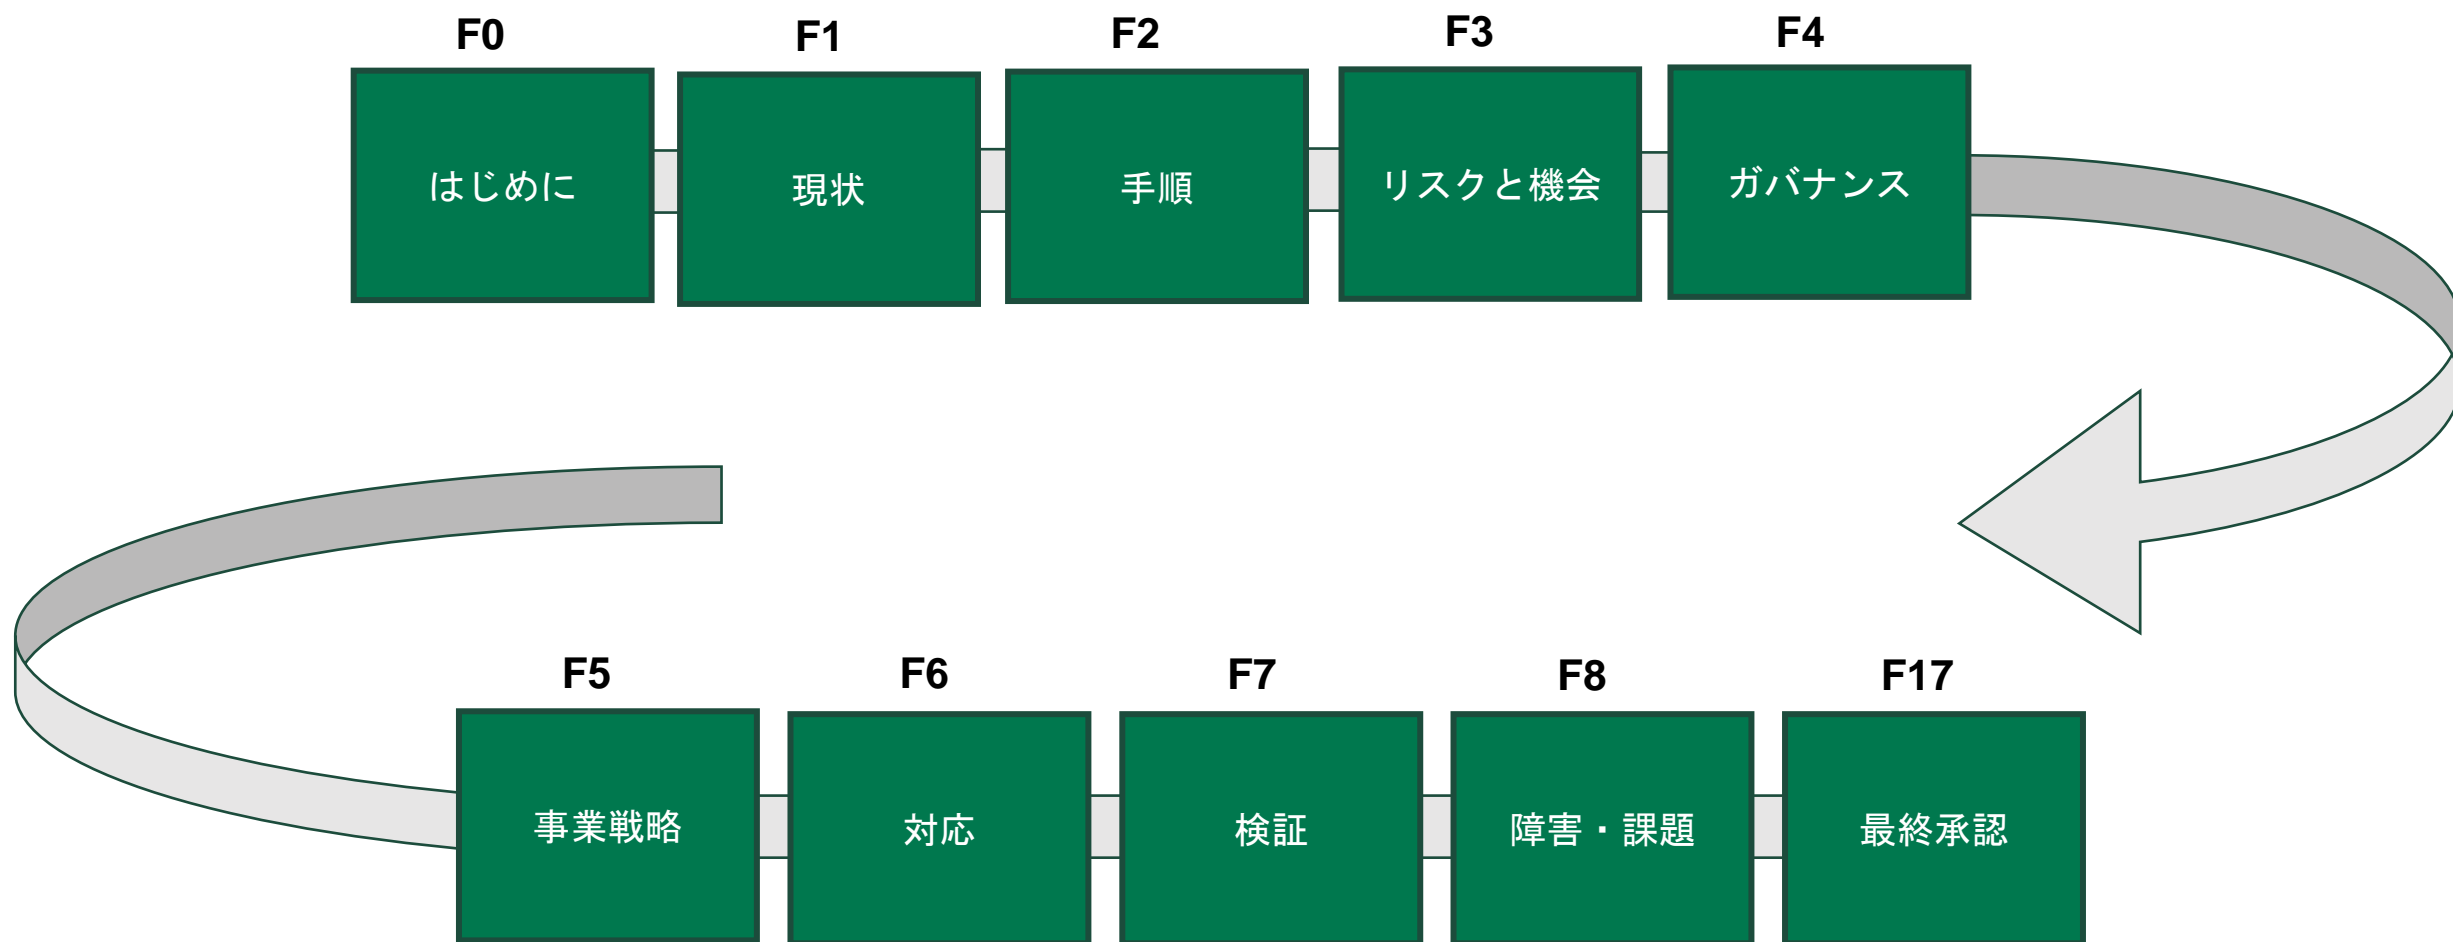 F0
はじめに
F1
現状
F2
手順
F3
リスクと機会
F4
ガバナンス
F5
事業戦略
F6
対応
F7
検証
F8
障害・課題
F17
最終承認